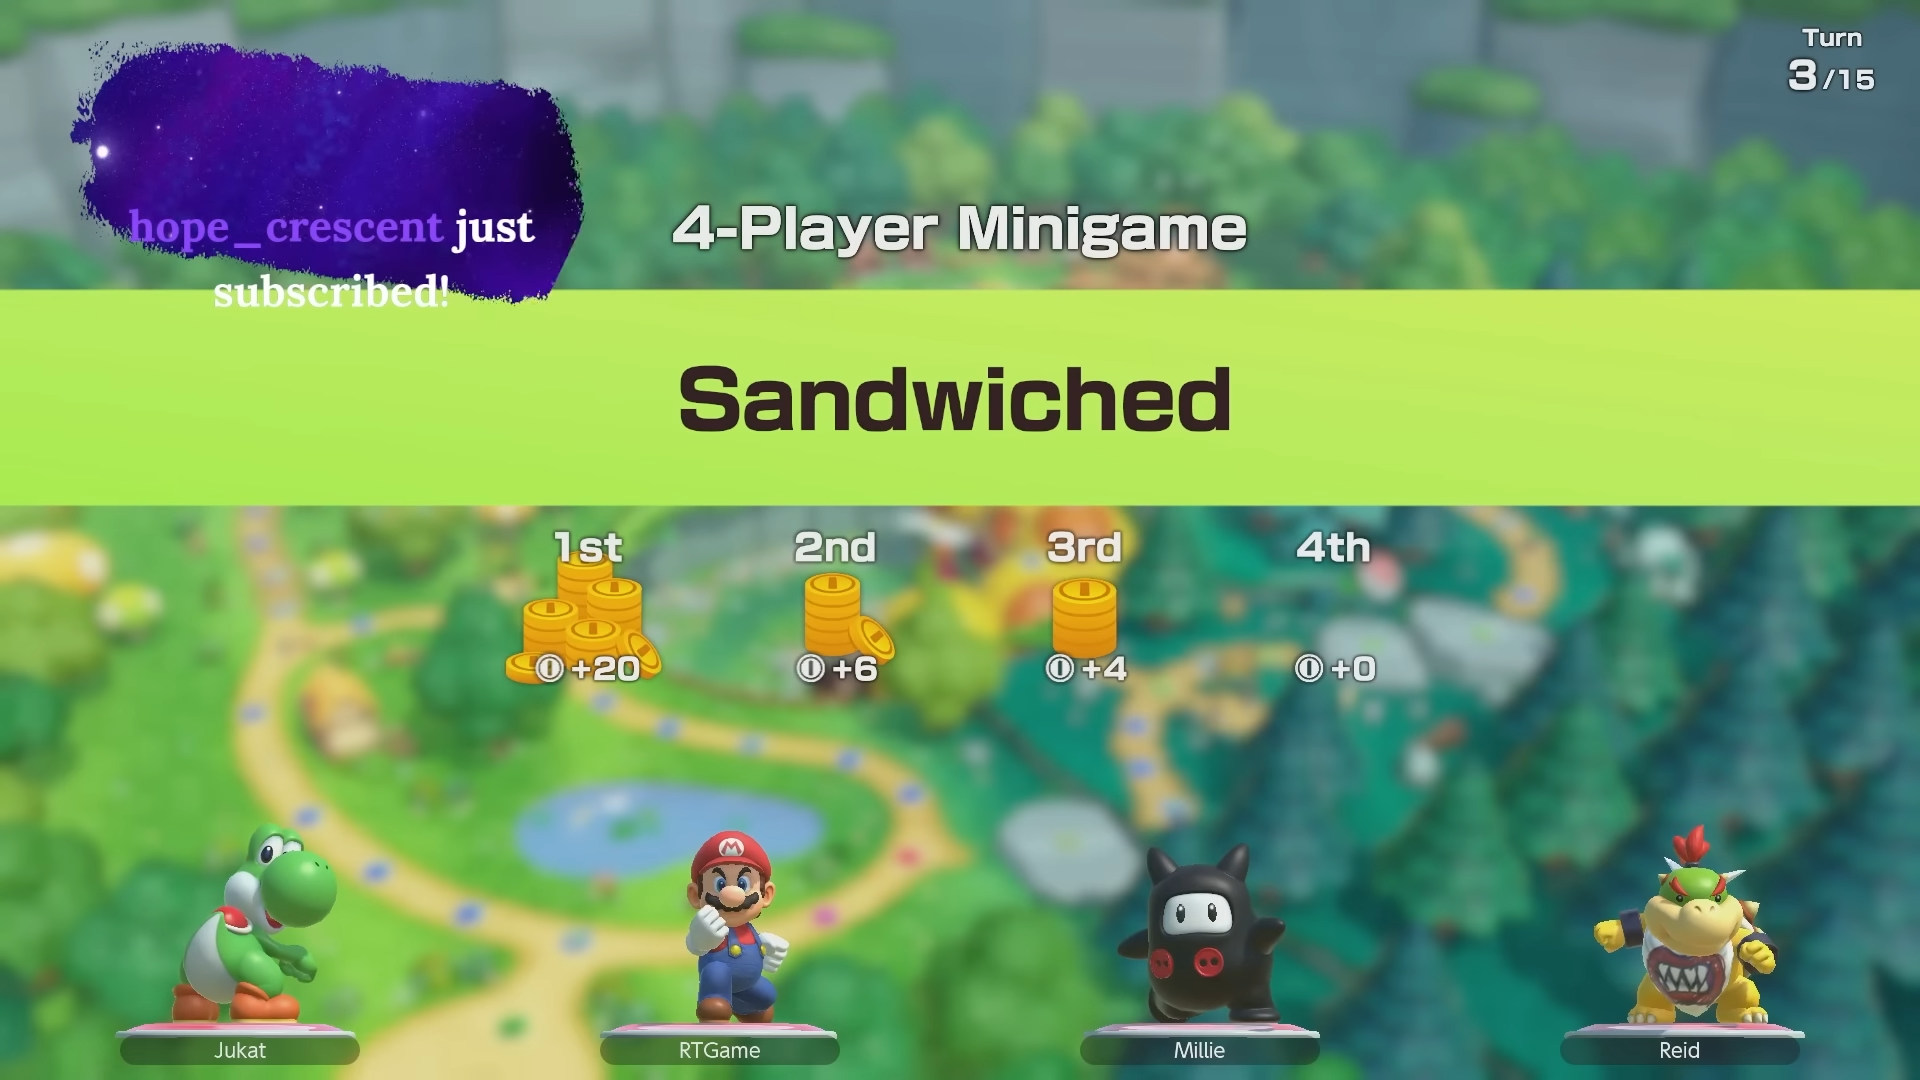 Turn
3/15
hope_crescent just
subscribed!
4-Player Minigame
Sandwiched
1st
2nd
3rd
4th
+20
+6
+4
+0
M
Jukat
RTGame
Millie
Reid